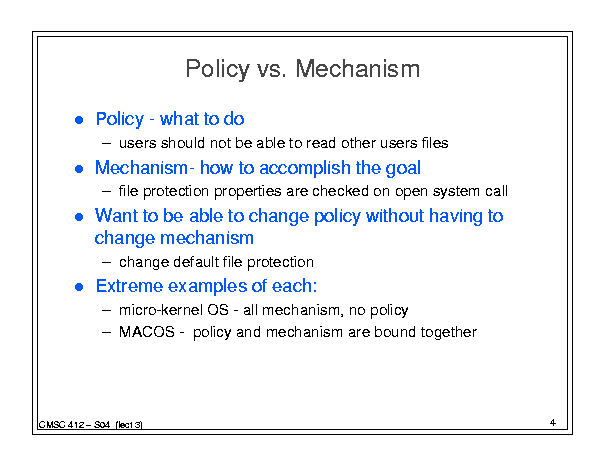 Policy vs. Mechanism
● Policy - what to do
– users should not be able to read other users files
● Mechanism- how to accomplish the goal
– file protection properties are checked on open system call
● Want to be able to change policy without having to
change mechanism
– change default file protection
● Extreme examples of each:
– micro-kernel OS - all mechanism, no policy
– MACOS - policy and mechanism are bound together
CMSC 412 – S04 (lect 3)
4